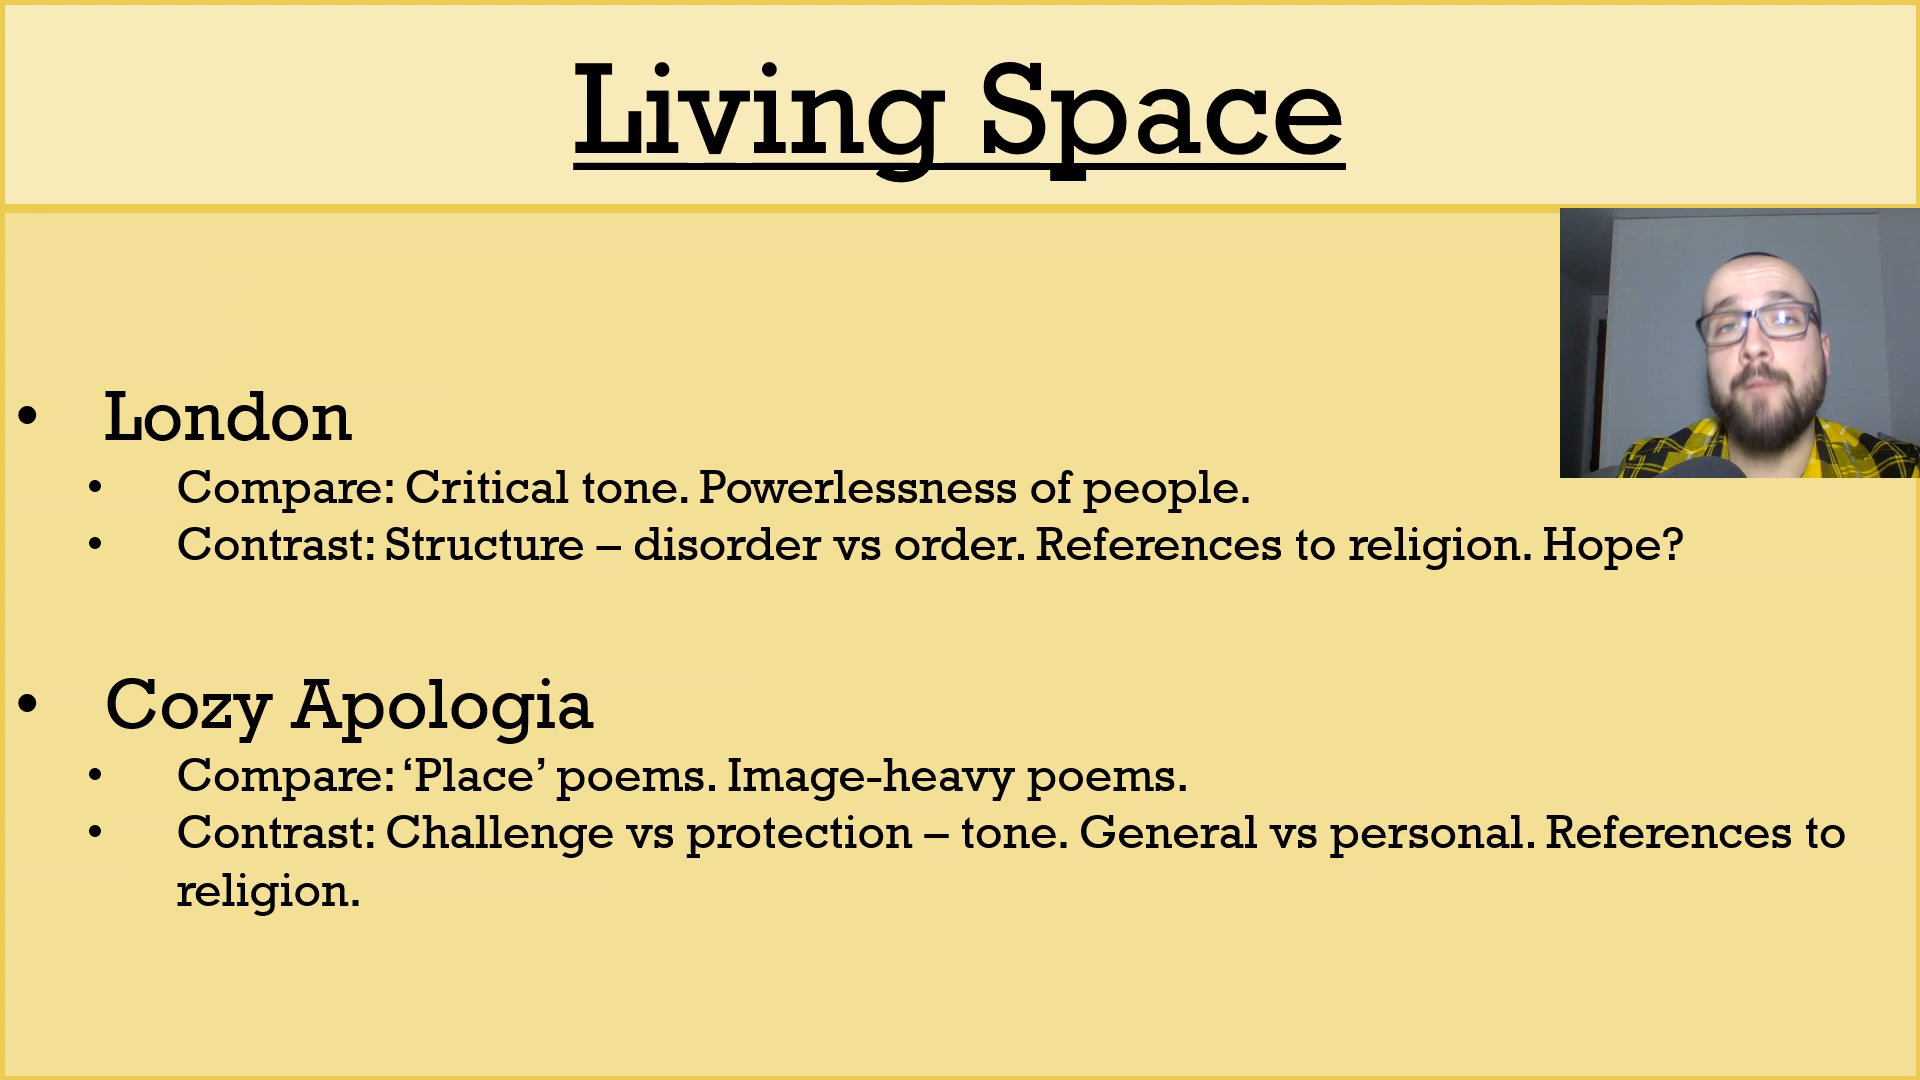 Living Space
• London
• Compare: Critical tone. Powerlessness of people.
• Contrast: Structure – disorder vs order. References to religion. Hope?
• Cozy Apologia
• Compare: ‘Place’ poems. Image-heavy poems.
• Contrast: Challenge vs protection – tone. General vs personal. References to
religion.